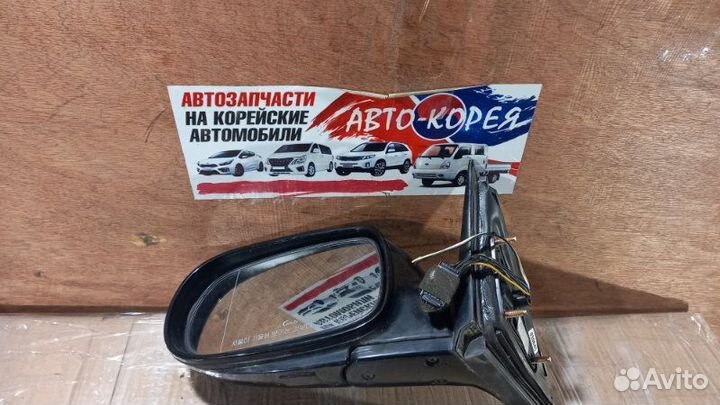 АВТОЗАПЧАСТИ
НА КОРЕЙСКИЕ
АВТОМОБИЛИ
АВТО-КОРЕЯ
Avito